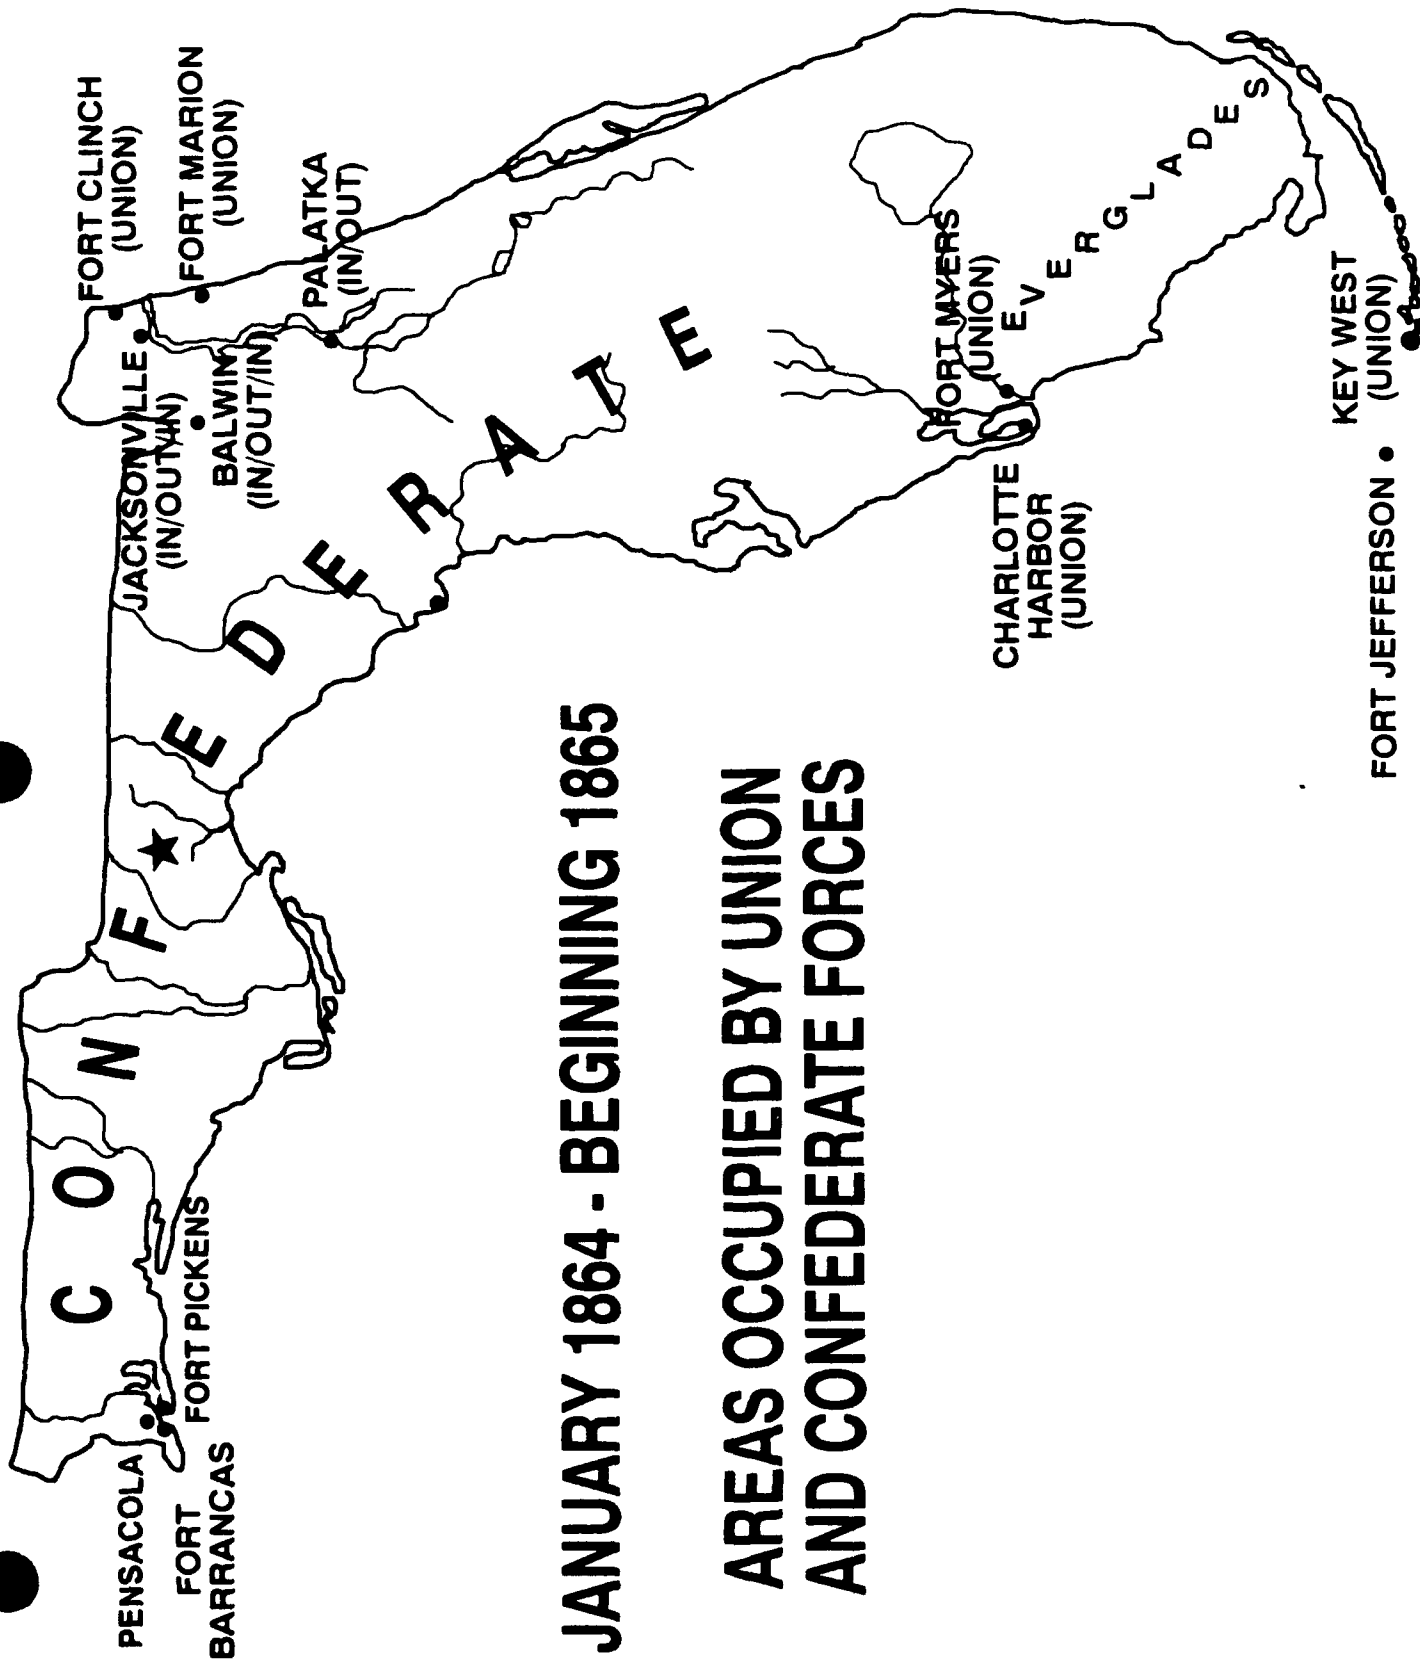 FORT CLINCH
(UNION)
FORT MARION
(UNION)
JACKSONVILLE
(IN/OUT/IN)
BALWIN
(IN/OUT/IN)
PALATKA
(IN/OUT)
PENSACOLA
FORT
BARRANCAS
FORT PICKENS
CONFEDERATE
FORT MYERS
(UNION)
EVERGLADES
CHARLOTTE
HARBOR
(UNION)
KEY WEST
(UNION)
FORT JEFFERSON
JANUARY 1864 - BEGINNING 1865
AREAS OCCUPIED BY UNION
AND CONFEDERATE FORCES